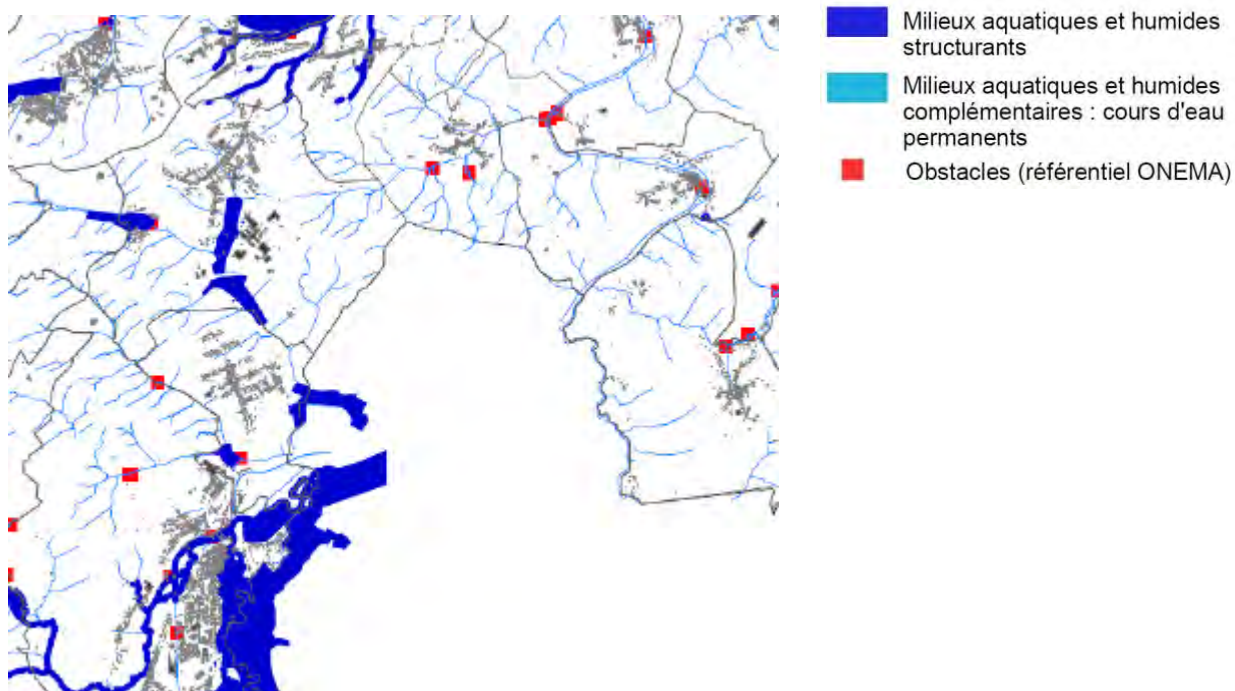 Milieux aquatiques et humides
structurants
Milieux aquatiques et humides
complémentaires : cours d'eau
permanents
Obstacles (référentiel ONEMA)